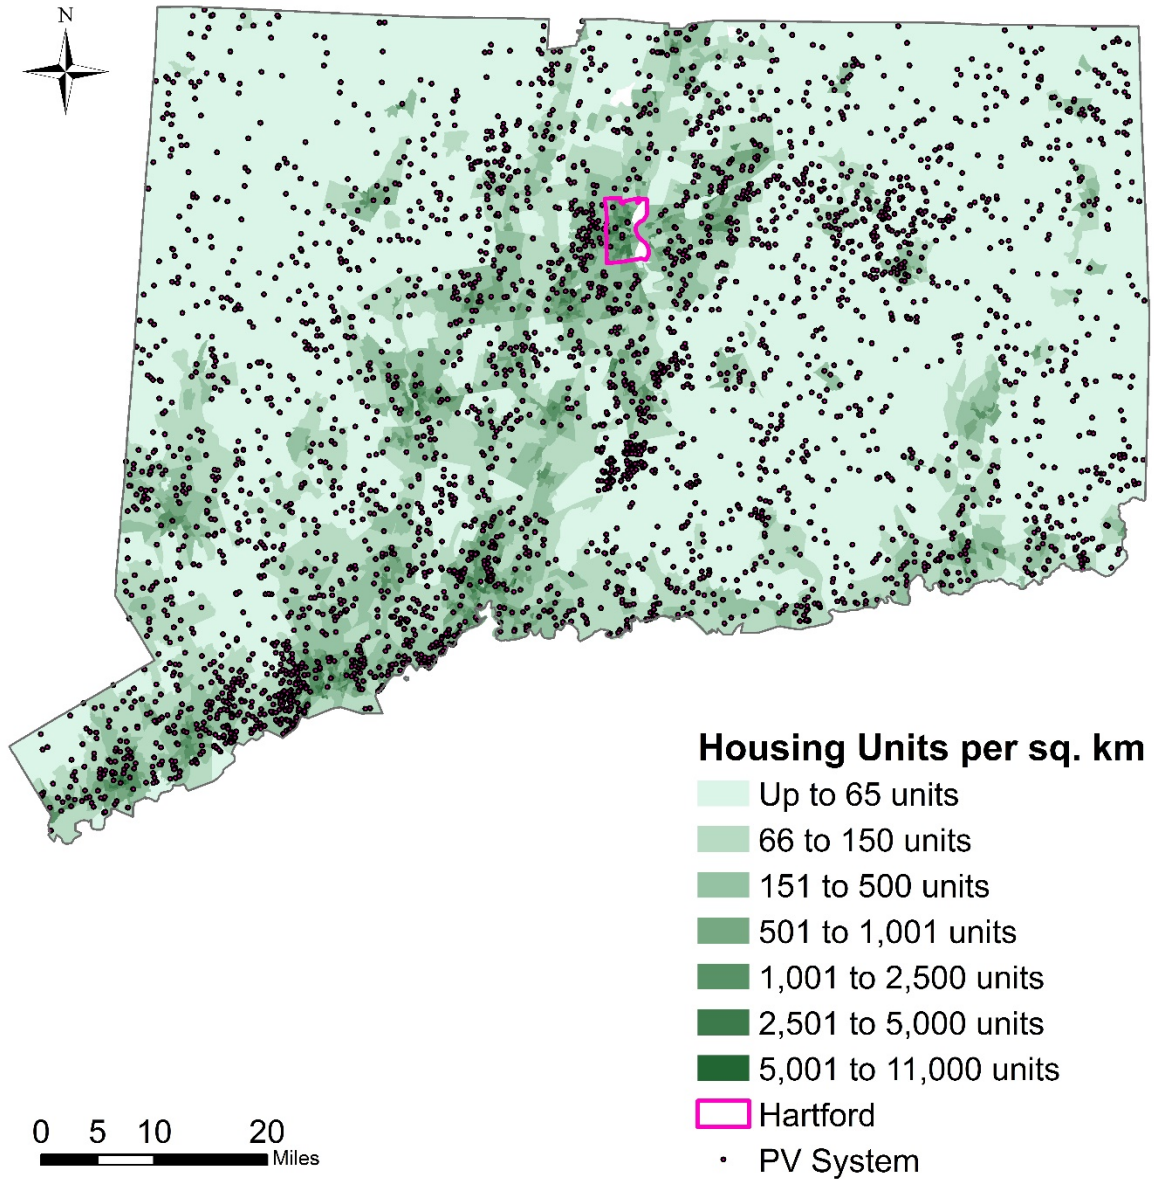 N
Housing Units per sq. km
Up to 65 units
66 to 150 units
151 to 500 units
501 to 1,001 units
1,001 to 2,500 units
2,501 to 5,000 units
5,001 to 11,000 units
Hartford
PV System
0 5 10 20
Miles